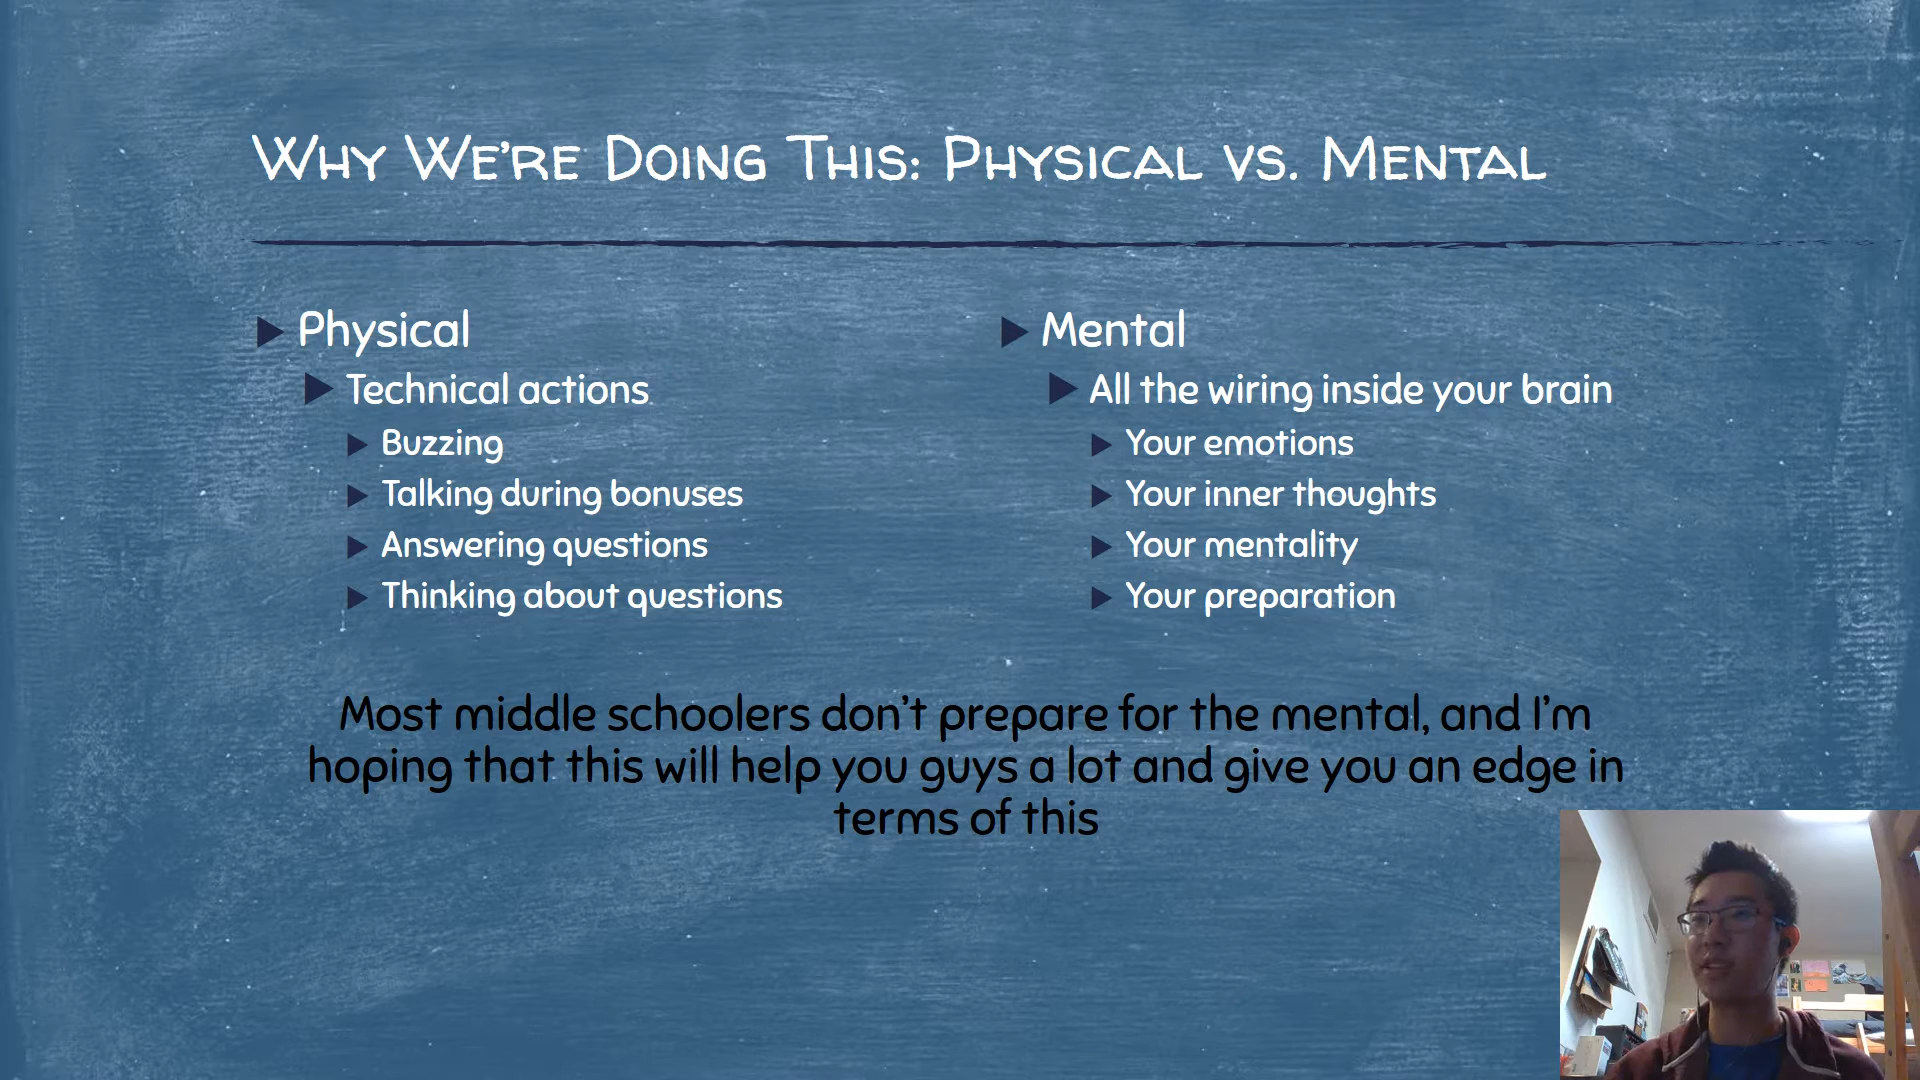 Why We're Doing This: Physical vs. Mental
Physical
Technical actions
Buzzing
Talking during bonuses
Answering questions
Thinking about questions
Mental
All the wiring inside your brain
Your emotions
Your inner thoughts
Your mentality
Your preparation
Most middle schoolers don't prepare for the mental, and I'm
hoping that this will help you guys a lot and give you an edge in
terms of this